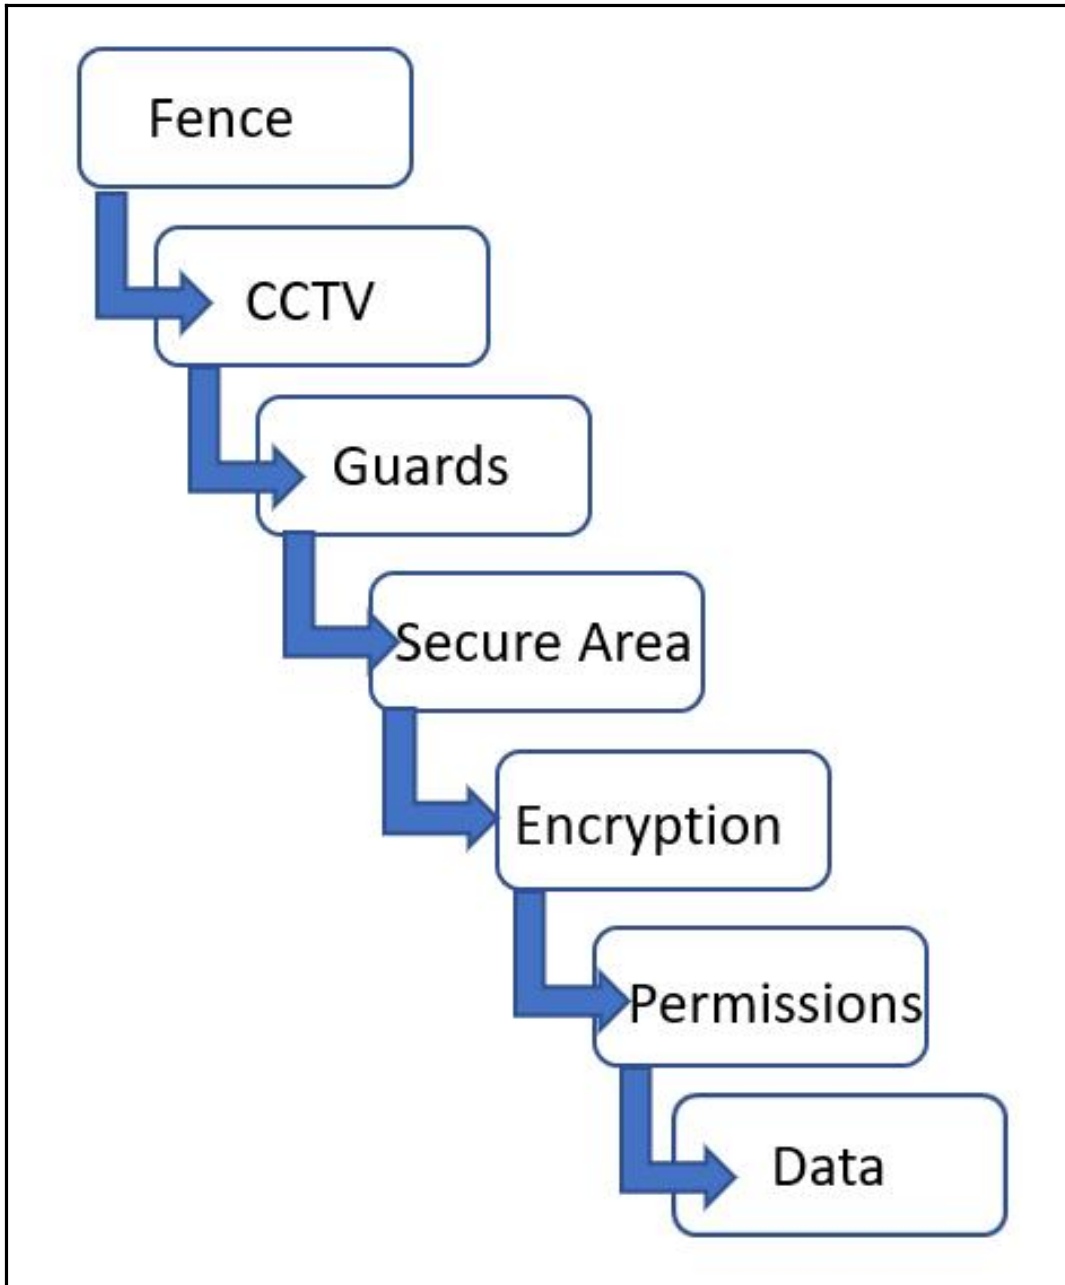 Fence
CCTV
Guards
Secure Area
Encryption
Permissions
Data